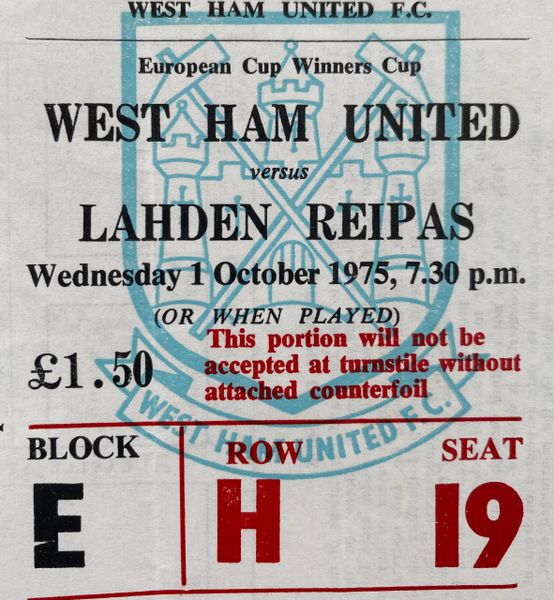 WEST HAM UNITED F.C.
European Cup Winners Cup
WEST HAM UNITED
versus
LAHDEN REIPAS
Wednesday 1 October 1975, 7.30 p.m.
(OR WHEN PLAYED)
£1.50
This portion will not be
accepted at turnstile without
attached counterfoil
WEST HAM UNITED F.C.
BLOCK ROW SEAT
E H 19